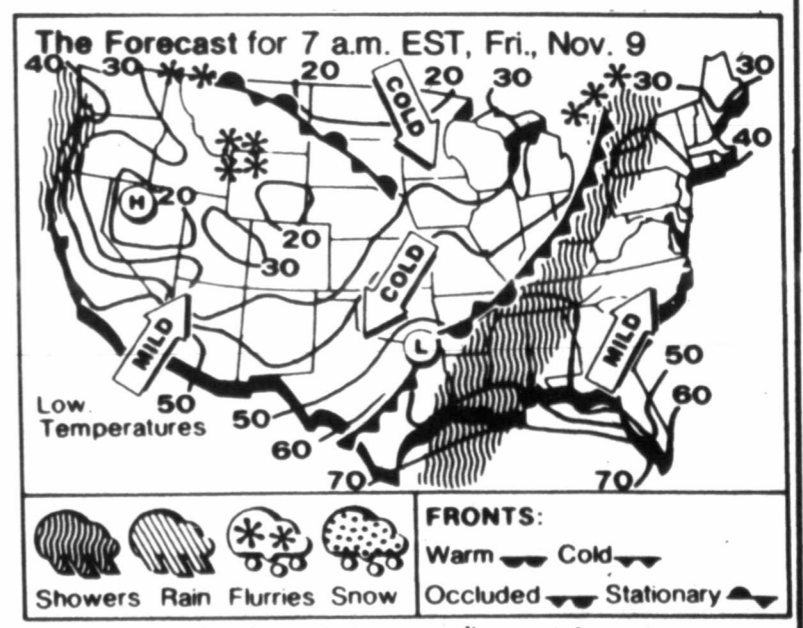 The Forecast for 7 a.m. EST, Fri., Nov. 9
40 30 20 20 30 30 30
COLD
40
H 20
20
30
COLD
MILD
L
MILD
50
60
50
50
60
70 70
Low
Temperatures
Showers Rain Flurries Snow
FRONTS:
Warm Cold
Occluded Stationary